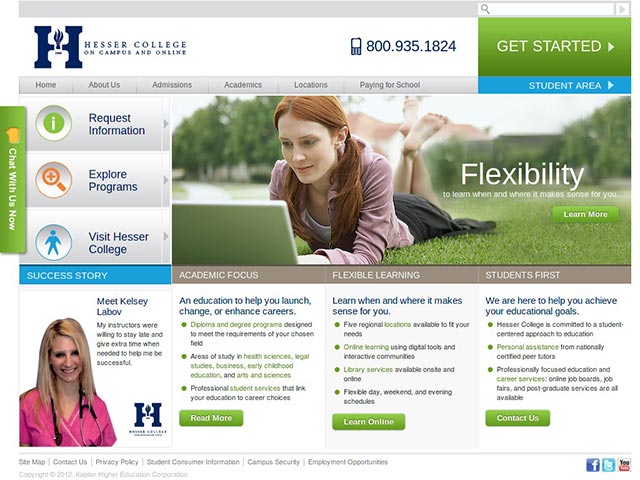 HESSER COLLEGE
ON CAMPUS AND ONLINE
800.935.1824
GET STARTED
STUDENT AREA
Home
About Us
Admissions
Academics
Locations
Paying for School
Chat With Us Now
Request
Information
Explore
Programs
Visit Hesser
College
Flexibility
to learn when and where it makes sense for you.
Learn More
SUCCESS STORY
Meet Kelsey
Labov
My instructors were
willing to stay late and
give extra time when
needed to help me be
successful.
ACADEMIC FOCUS
An education to help you launch,
change, or enhance careers.
Diploma and degree programs designed
to meet the requirements of your chosen
field
Areas of study in health sciences, legal
studies, business, early childhood
education, and arts and sciences
Professional student services that link
your education to career choices
Read More
FLEXIBLE LEARNING
Learn when and where it makes
sense for you.
Five regional locations available to fit your
needs
Online learning using digital tools and
interactive communities
Library services available onsite and
online
Flexible day, weekend, and evening
schedules
Learn Online
STUDENTS FIRST
We are here to help you achieve
your educational goals.
Hesser College is committed to a student-
centered approach to education
Personal assistance from nationally
certified peer tutors
Professionally focused education and
career services: online job boards, job
fairs, and post-graduate services are all
available
Contact Us
Site Map | Contact Us | Privacy Policy | Student Consumer Information | Campus Security | Employment Opportunities
Copyright © 2012, Kaplan Higher Education Corporation